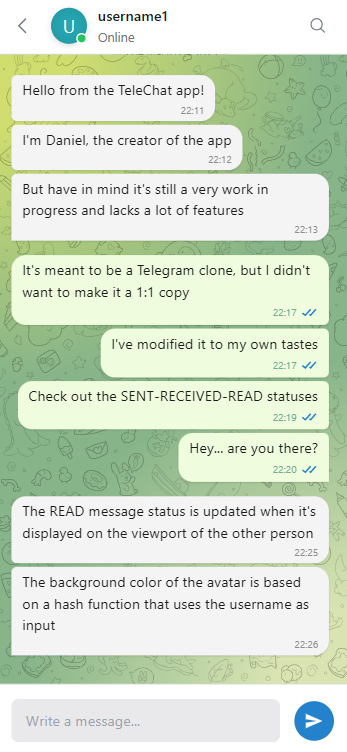 U
username1
Online
Hello from the TeleChat app!
22:11
I'm Daniel, the creator of the app
22:12
But have in mind it's still a very work in
progress and lacks a lot of features
22:13
It's meant to be a Telegram clone, but I didn't
want to make it a 1:1 copy
22:17
I've modified it to my own tastes
22:17
Check out the SENT-RECEIVED-READ statuses
22:19
Hey... are you there?
22:20
The READ message status is updated when it's
displayed on the viewport of the other person
22:25
The background color of the avatar is based
on a hash function that uses the username as
input
22:26
Write a message...